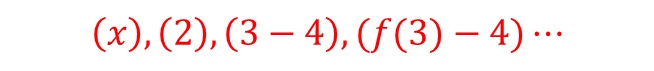 (x), (2), (3 − 4), (f(3) − 4) ⋯